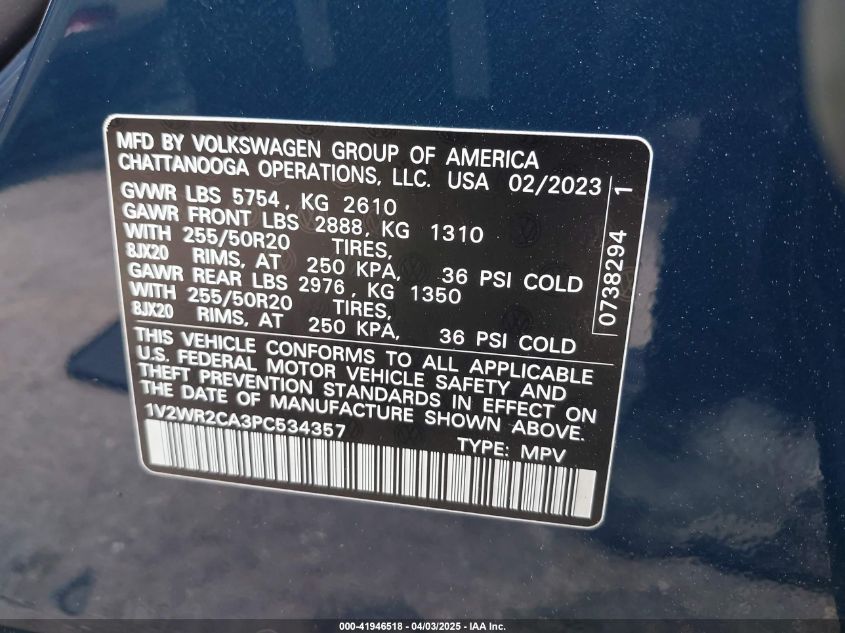 MFD BY VOLKSWAGEN GROUP OF AMERICA
CHATTANOOGA OPERATIONS, LLC. USA 02/2023
GVWR LBS 5754, KG 2610
GAWR FRONT LBS 2888, KG 1310
WITH 255/50R20 TIRES,
8JX20 RIMS, AT 250 KPA, 36 PSI COLD
GAWR REAR LBS 2976, KG 1350
WITH 255/50R20 TIRES,
8JX20 RIMS, AT 250 KPA, 36 PSI COLD
0738294 1
THIS VEHICLE CONFORMS TO ALL APPLICABLE
U.S. FEDERAL MOTOR VEHICLE SAFETY AND
THEFT PREVENTION STANDARDS IN EFFECT ON
THE DATE OF MANUFACTURE SHOWN ABOVE.
1V2WR2CA3PC534357 TYPE: MPV
000-41946518 - 04/03/2025 - IAA Inc.